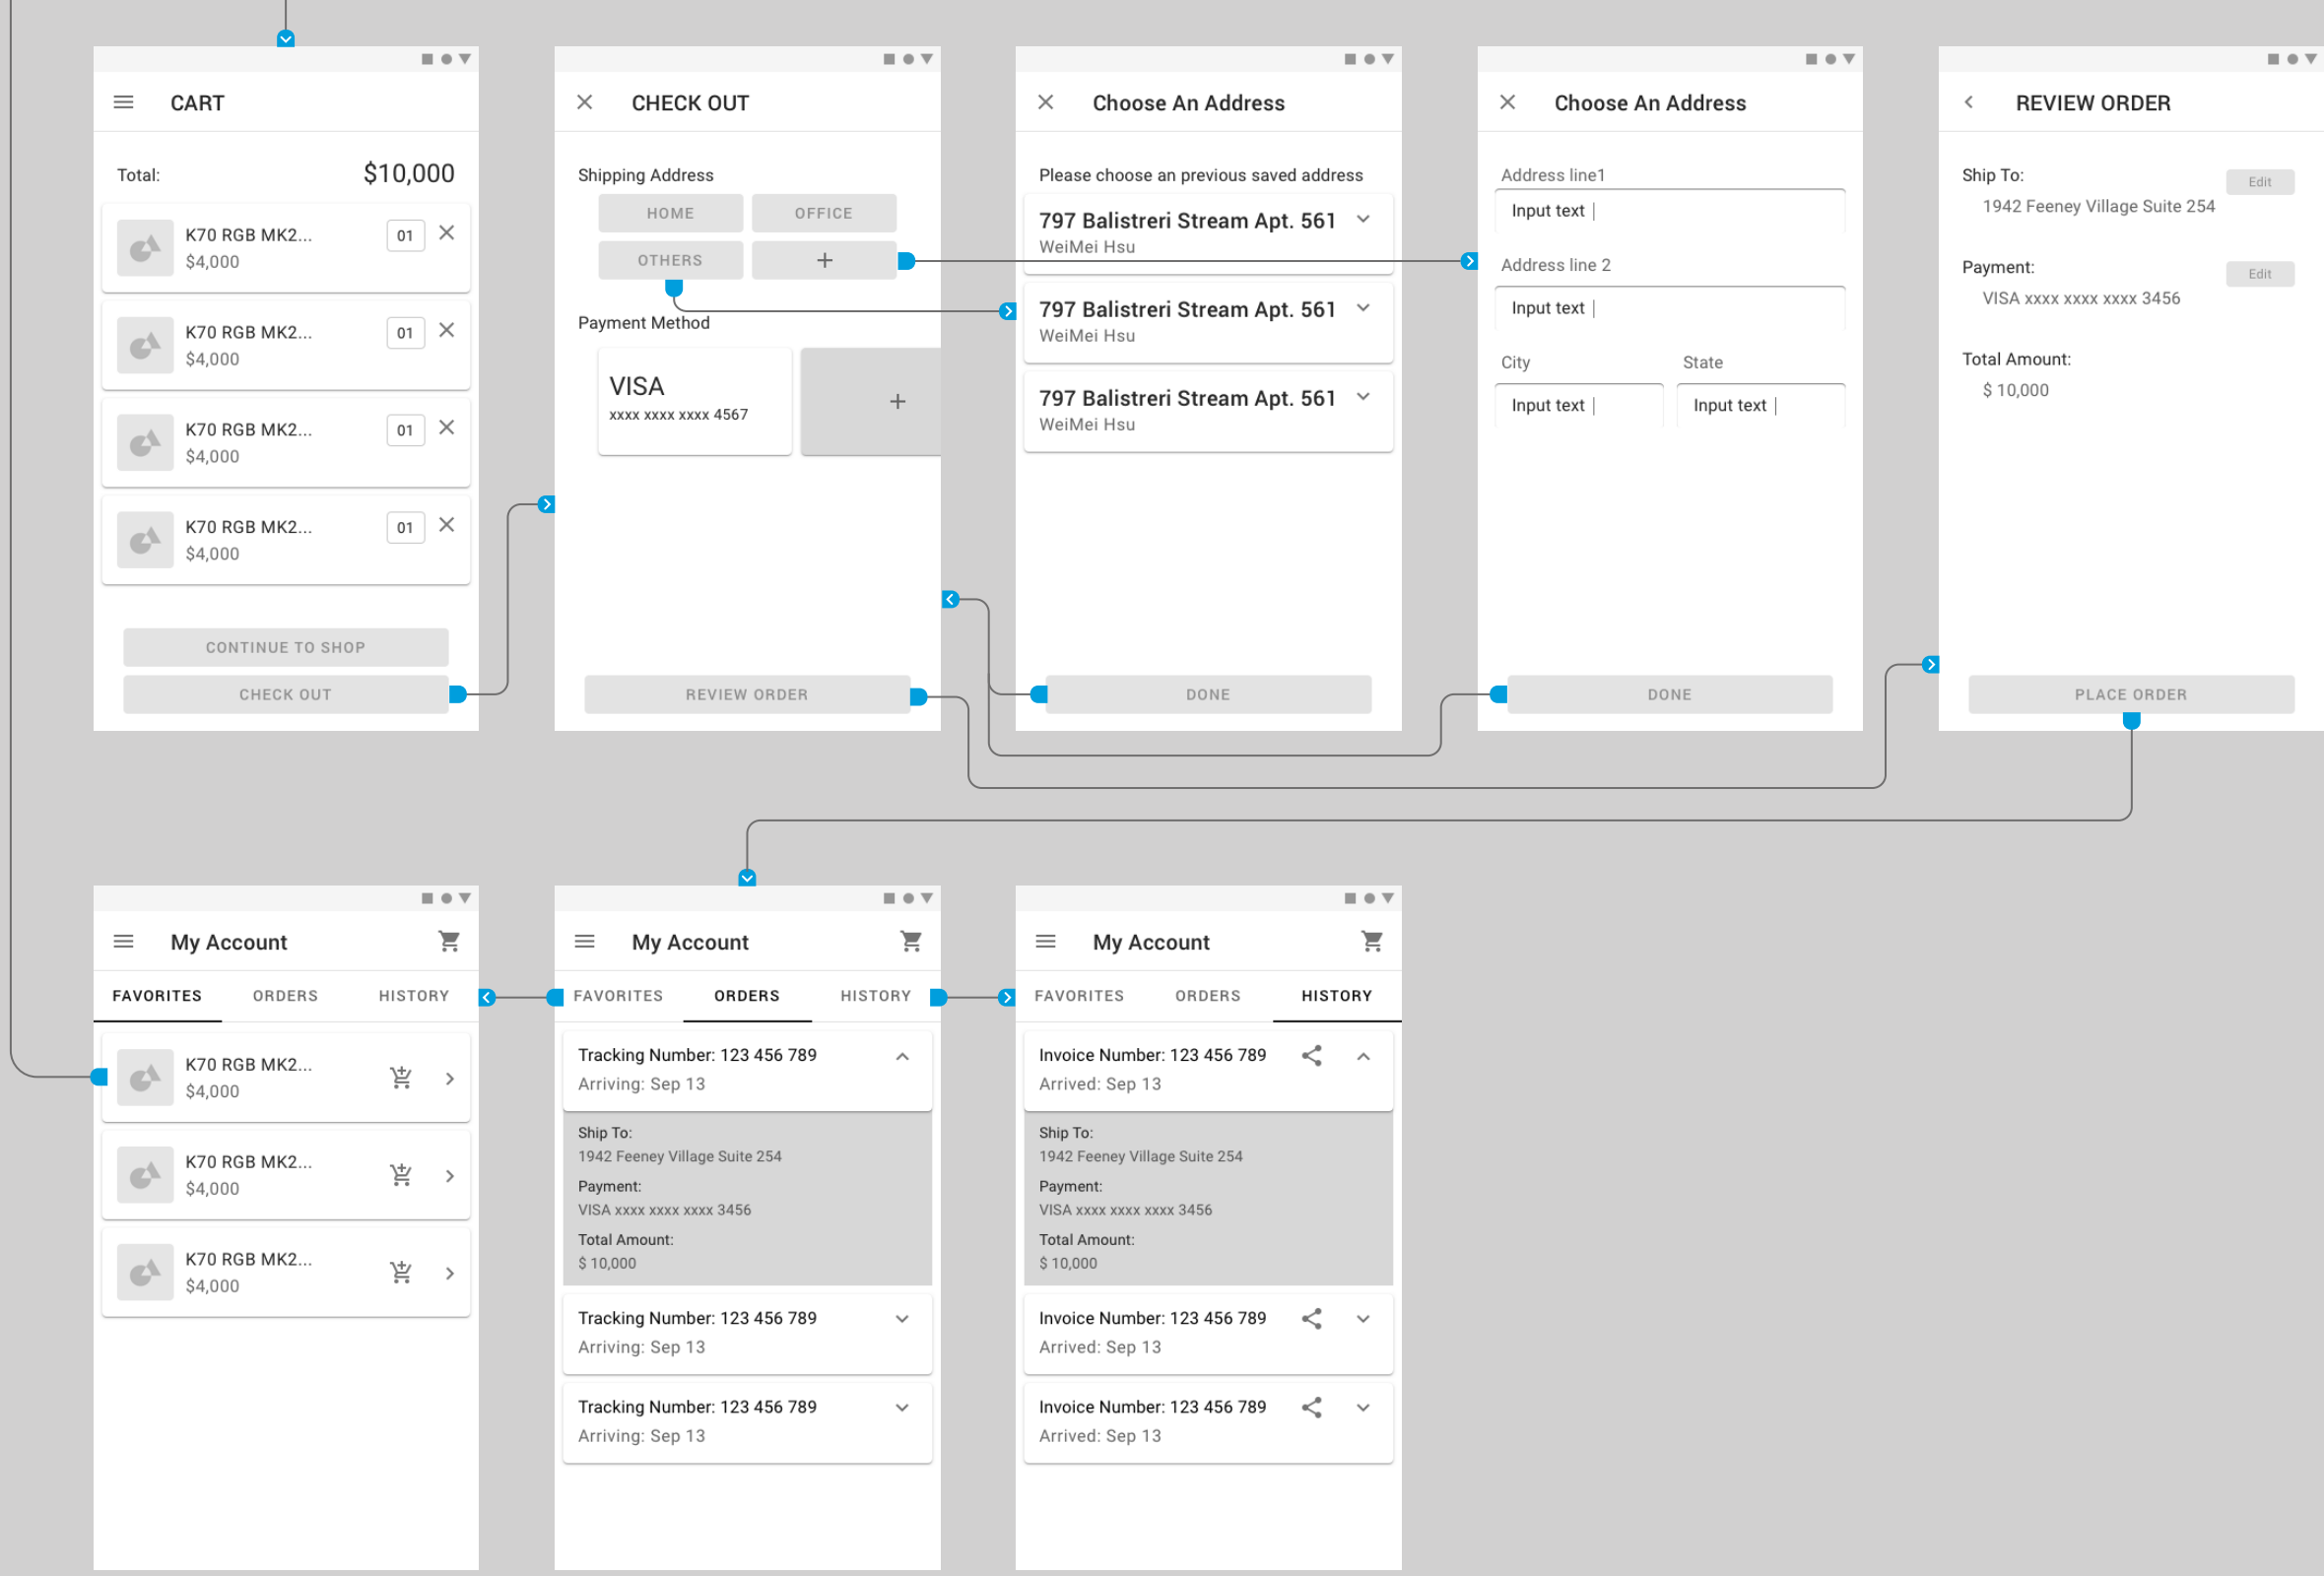 CART
Total:
$10,000
K70 RGB MK2...
01
$4,000
K70 RGB MK2...
01
$4,000
K70 RGB MK2...
01
$4,000
K70 RGB MK2...
01
$4,000
CONTINUE TO SHOP
CHECK OUT
CHECK OUT
Shipping Address
HOME
OFFICE
OTHERS
+
Payment Method
VISA
xxxx xxxx xxxx 4567
+
REVIEW ORDER
Choose An Address
Please choose an previous saved address
797 Balistreri Stream Apt. 561
WeiMei Hsu
797 Balistreri Stream Apt. 561
WeiMei Hsu
797 Balistreri Stream Apt. 561
WeiMei Hsu
DONE
Choose An Address
Address line1
Input text
Address line 2
Input text
City
State
Input text
Input text
DONE
REVIEW ORDER
Ship To:
Edit
1942 Feeney Village Suite 254
Payment:
Edit
VISA xxxx xxxx xxxx 3456
Total Amount:
$ 10,000
PLACE ORDER
My Account
FAVORITES
ORDERS
HISTORY
K70 RGB MK2...
$4,000
K70 RGB MK2...
$4,000
K70 RGB MK2...
$4,000
My Account
FAVORITES
ORDERS
HISTORY
Tracking Number: 123 456 789
Arriving: Sep 13
Ship To:
1942 Feeney Village Suite 254
Payment:
VISA xxxx xxxx xxxx 3456
Total Amount:
$ 10,000
Tracking Number: 123 456 789
Arriving: Sep 13
Tracking Number: 123 456 789
Arriving: Sep 13
My Account
FAVORITES
ORDERS
HISTORY
Invoice Number: 123 456 789
Arrived: Sep 13
Ship To:
1942 Feeney Village Suite 254
Payment:
VISA xxxx xxxx xxxx 3456
Total Amount:
$ 10,000
Invoice Number: 123 456 789
Arrived: Sep 13
Invoice Number: 123 456 789
Arrived: Sep 13